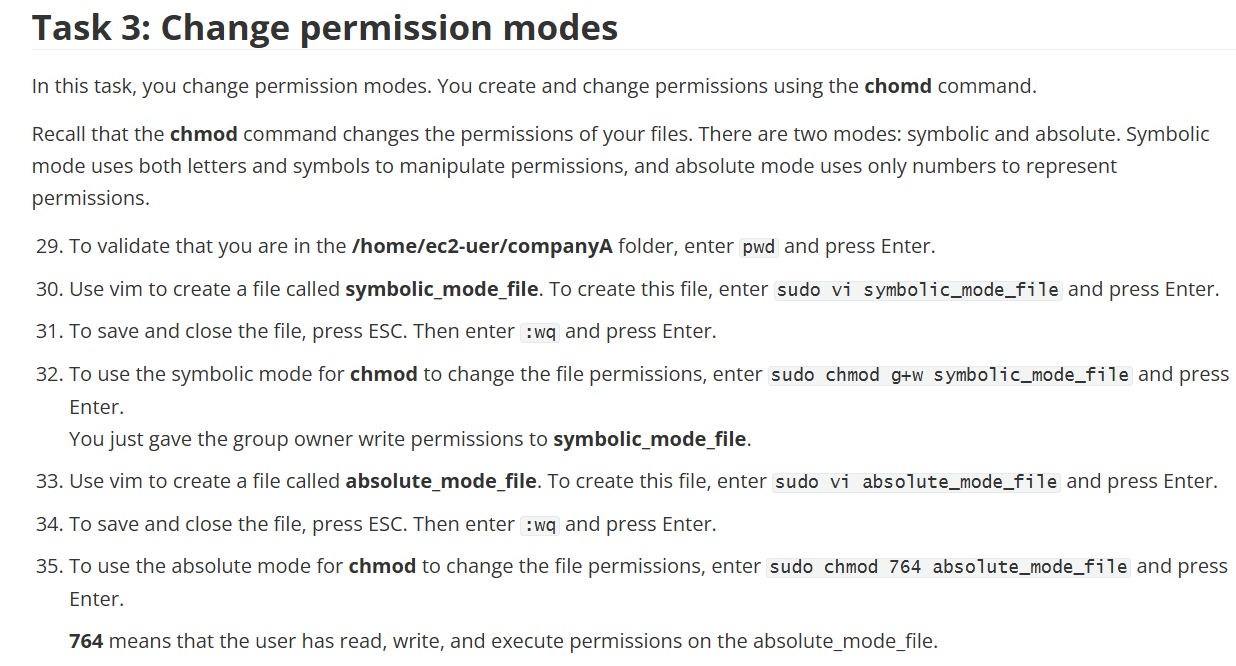 Task 3: Change permission modes
In this task, you change permission modes. You create and change permissions using the chomd command.
Recall that the chmod command changes the permissions of your files. There are two modes: symbolic and absolute. Symbolic
mode uses both letters and symbols to manipulate permissions, and absolute mode uses only numbers to represent
permissions.
29. To validate that you are in the /home/ec2-uer/companyA folder, enter pwd and press Enter.
30. Use vim to create a file called symbolic_mode_file. To create this file, enter sudo vi symbolic_mode_file and press Enter.
31. To save and close the file, press ESC. Then enter :wq and press Enter.
32. To use the symbolic mode for chmod to change the file permissions, enter sudo chmod g+w symbolic_mode_file and press
Enter.
You just gave the group owner write permissions to symbolic_mode_file.
33. Use vim to create a file called absolute_mode_file. To create this file, enter sudo vi absolute_mode_file and press Enter.
34. To save and close the file, press ESC. Then enter :wq and press Enter.
35. To use the absolute mode for chmod to change the file permissions, enter sudo chmod 764 absolute_mode_file and press
Enter.
764 means that the user has read, write, and execute permissions on the absolute_mode_file.